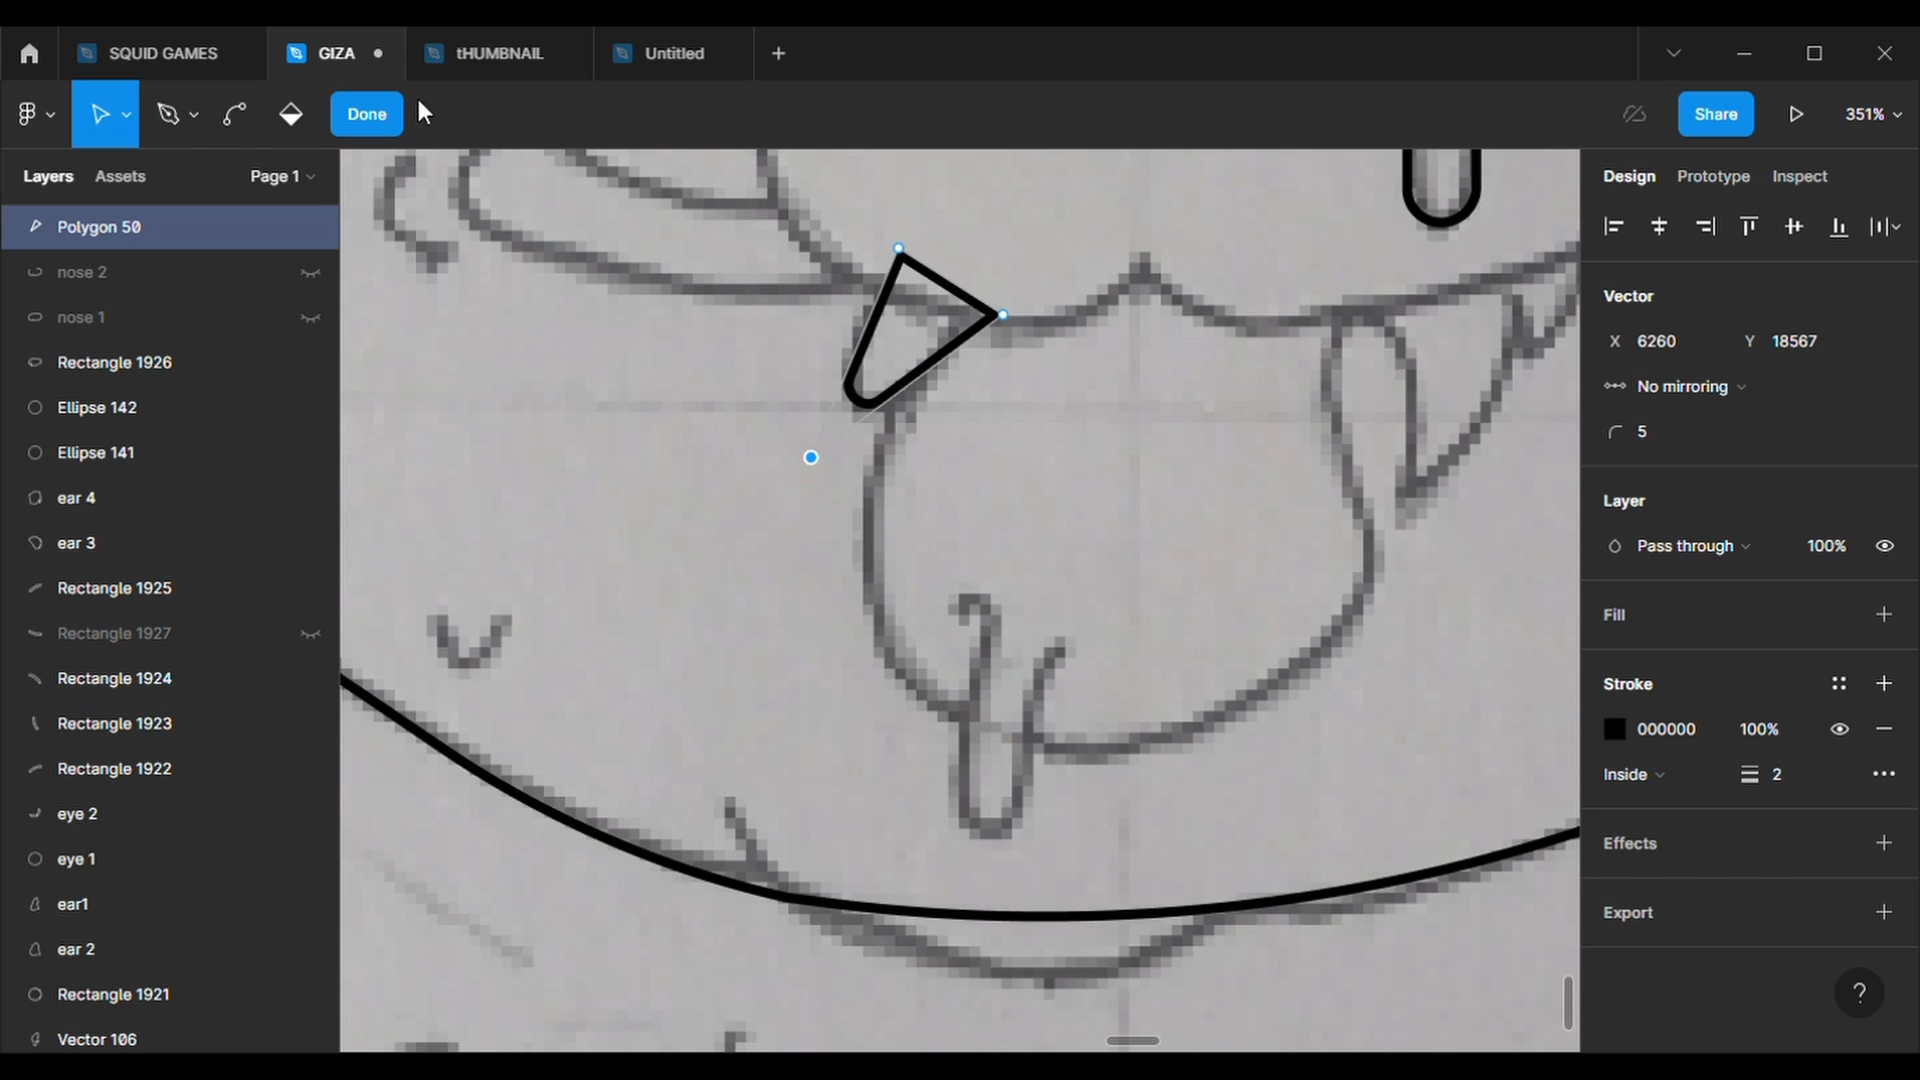 SQUID GAMES
GIZA
tHUMBNAIL
Untitled
Done
Share
351%
Layers
Assets
Page 1
Polygon 50
nose 2
nose 1
Rectangle 1926
Ellipse 142
Ellipse 141
ear 4
ear 3
Rectangle 1925
Rectangle 1927
Rectangle 1924
Rectangle 1923
Rectangle 1922
eye 2
eye 1
ear1
ear 2
Rectangle 1921
Vector 106
Design
Prototype
Inspect
Vector
X 6260
Y 18567
No mirroring
5
Layer
Pass through
100%
Fill
Stroke
000000
100%
Inside
2
Effects
Export
?